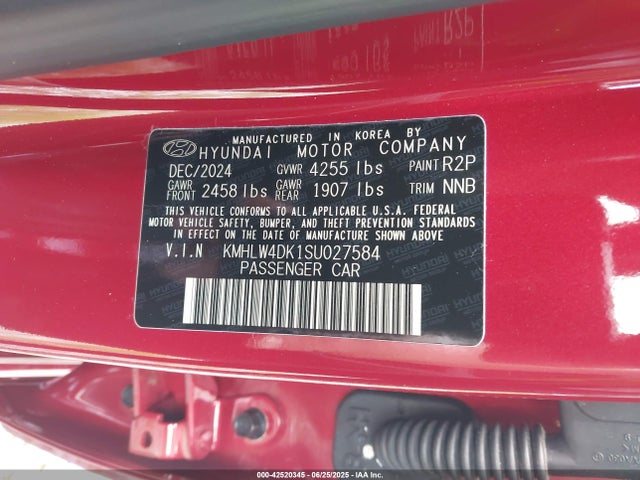 MANUFACTURED IN KOREA BY
HYUNDAI MOTOR COMPANY
DEC/2024 GVWR 4255 lbs PAINT R2P
GAWR FRONT 2458 lbs GAWR REAR 1907 lbs TRIM NNB
THIS VEHICLE CONFORMS TO ALL APPLICABLE U.S.A. FEDERAL
MOTOR VEHICLE SAFETY, BUMPER, AND THEFT PREVENTION STANDARDS
IN EFFECT ON THE DATE OF MANUFACTURE SHOWN ABOVE.
V.I.N KMHLW4DK1SU027584
PASSENGER CAR
00-42520345 - 06/25/2025 - IAA Inc.